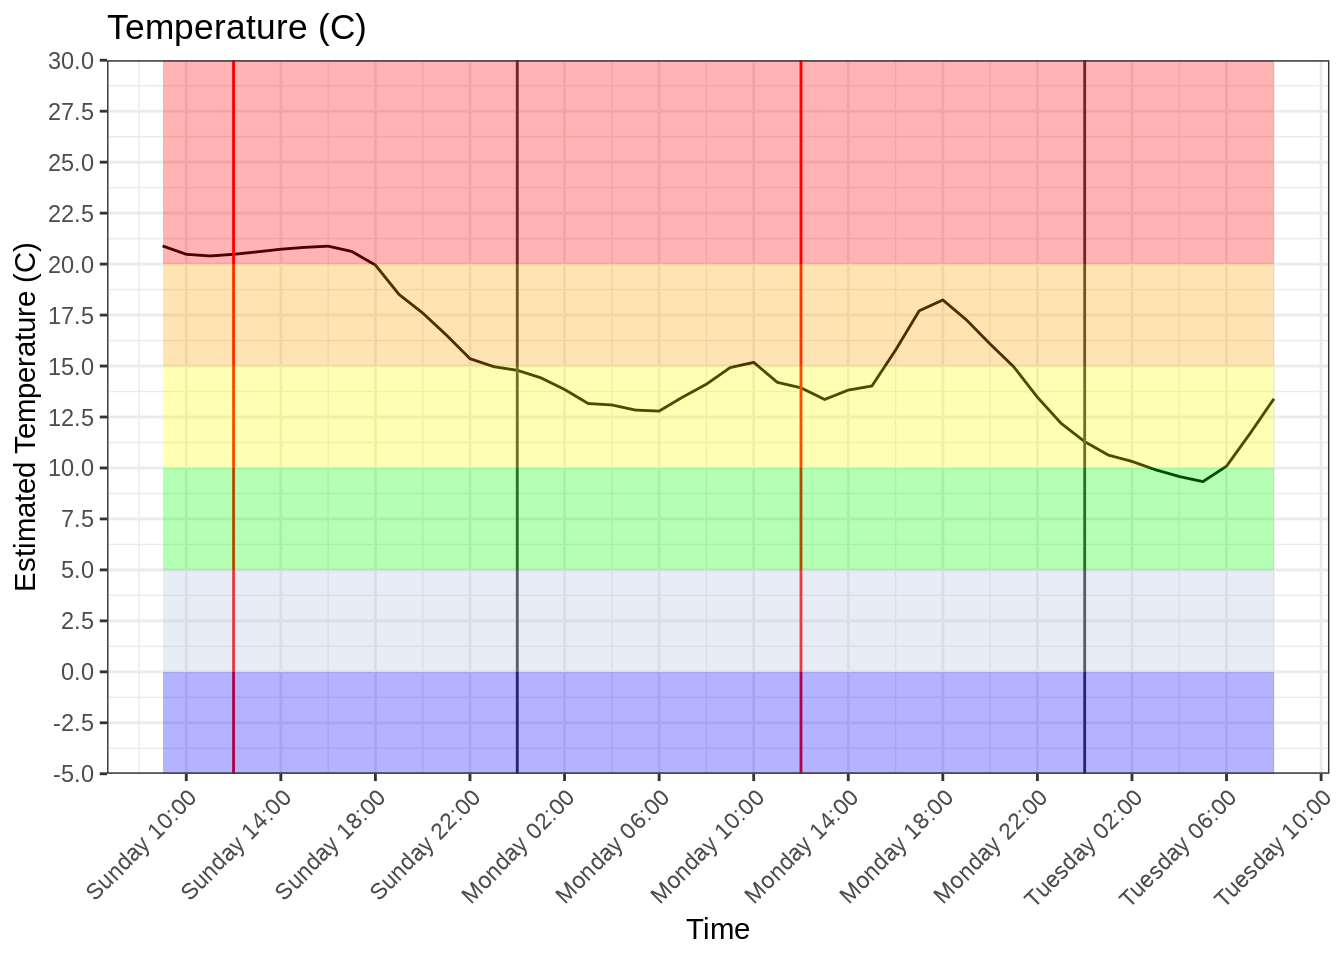 Temperature (C)
Estimated Temperature (C)
30.0
27.5
25.0
22.5
20.0
17.5
15.0
12.5
10.0
7.5
5.0
2.5
0.0
-2.5
-5.0
Sunday 10:00
Sunday 14:00
Sunday 18:00
Sunday 22:00
Monday 02:00
Monday 06:00
Monday 10:00
Monday 14:00
Monday 18:00
Monday 22:00
Tuesday 02:00
Tuesday 06:00
Tuesday 10:00
Time